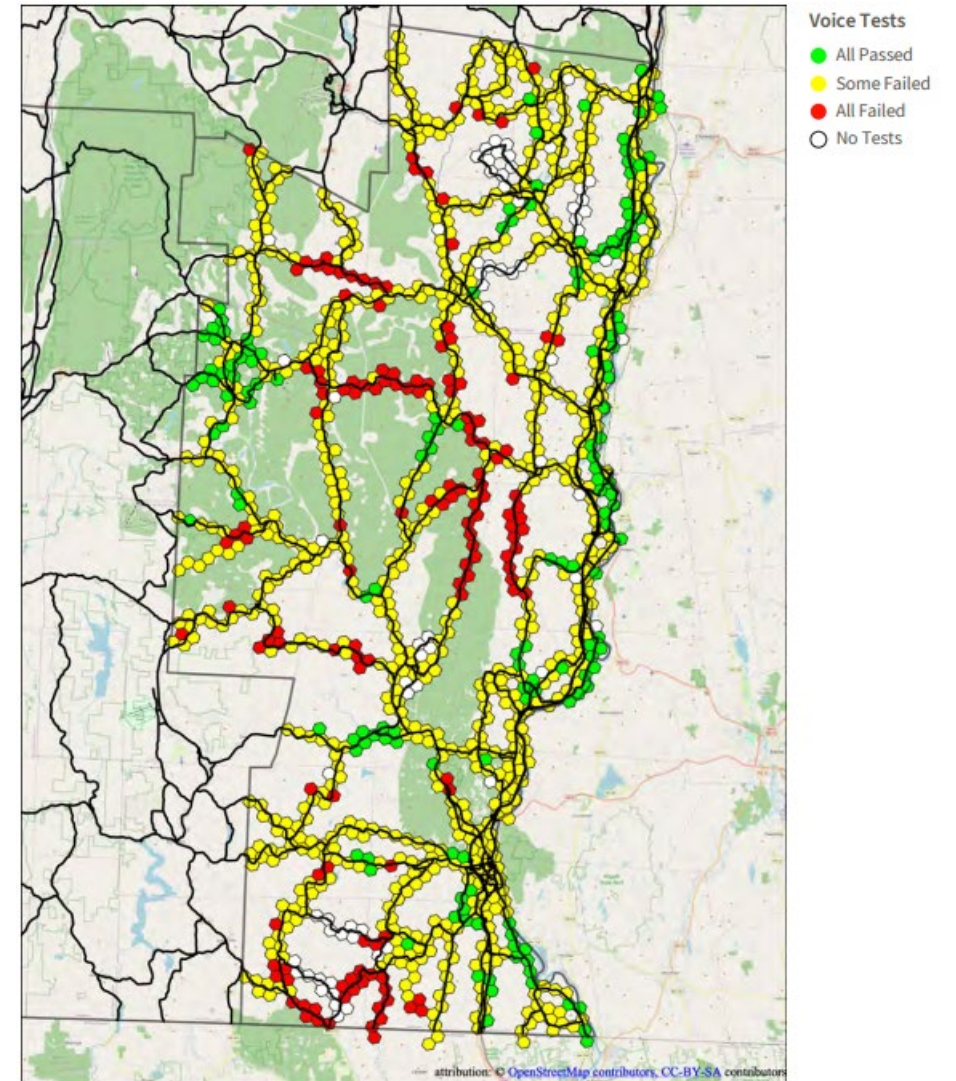 Voice Tests
All Passed
Some Failed
All Failed
No Tests
attribution: © OpenStreetMap contributors, CC-BY-SA contributors